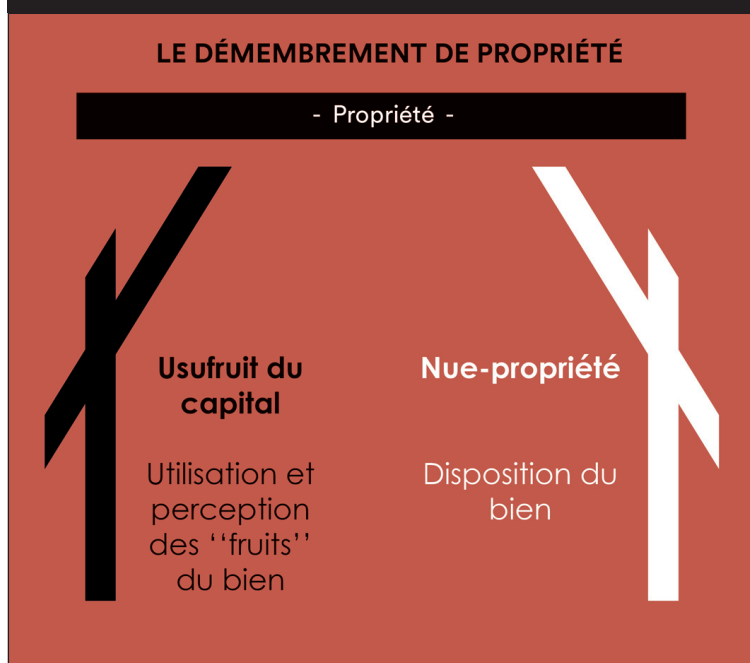 LE DÉMEMBREMENT DE PROPRIÉTÉ
- Propriété -
Usufruit du
capital
Utilisation et
perception
des ‘‘fruits’’
du bien
Nue-propriété
Disposition du
bien